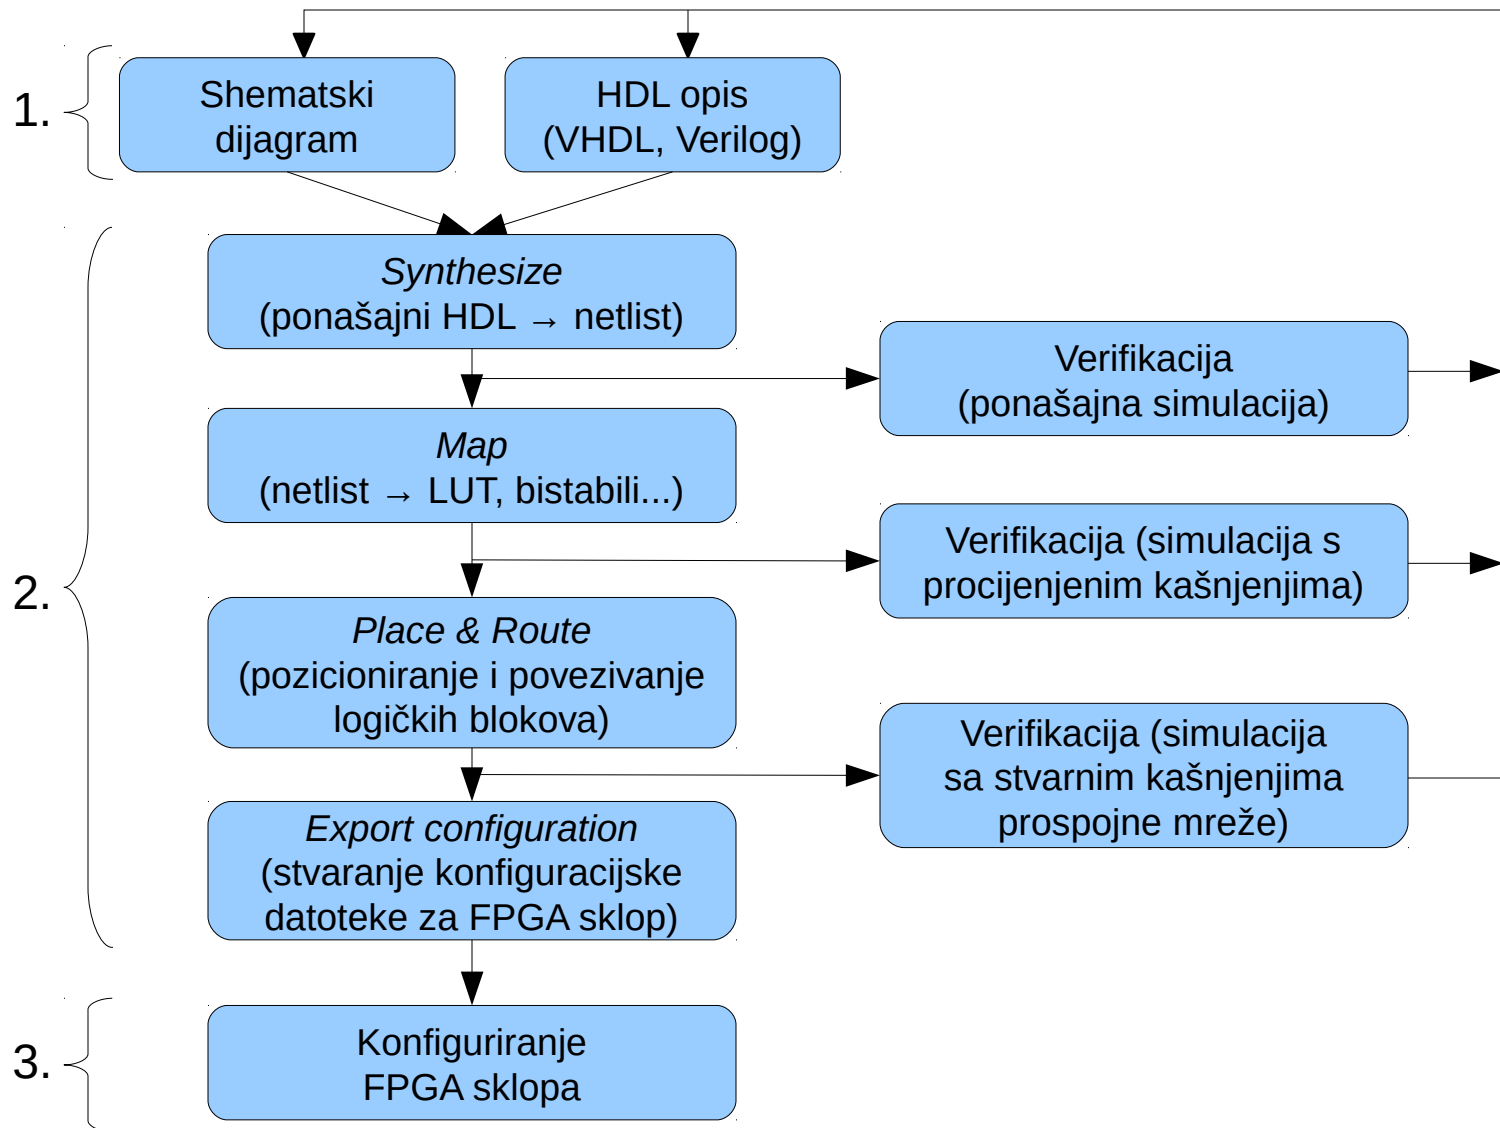 1.
Shematski
dijagram
HDL opis
(VHDL, Verilog)
2.
Synthesize
(ponašajni HDL → netlist)
Verifikacija
(ponašajna simulacija)
Map
(netlist → LUT, bistabili...)
Verifikacija (simulacija s
procijenjenim kašnjenjima)
Place & Route
(pozicioniranje i povezivanje
logičkih blokova)
Verifikacija (simulacija
sa stvarnim kašnjenjima
prospojne mreže)
Export configuration
(stvaranje konfiguracijske
datoteke za FPGA sklop)
3.
Konfiguriranje
FPGA sklopa